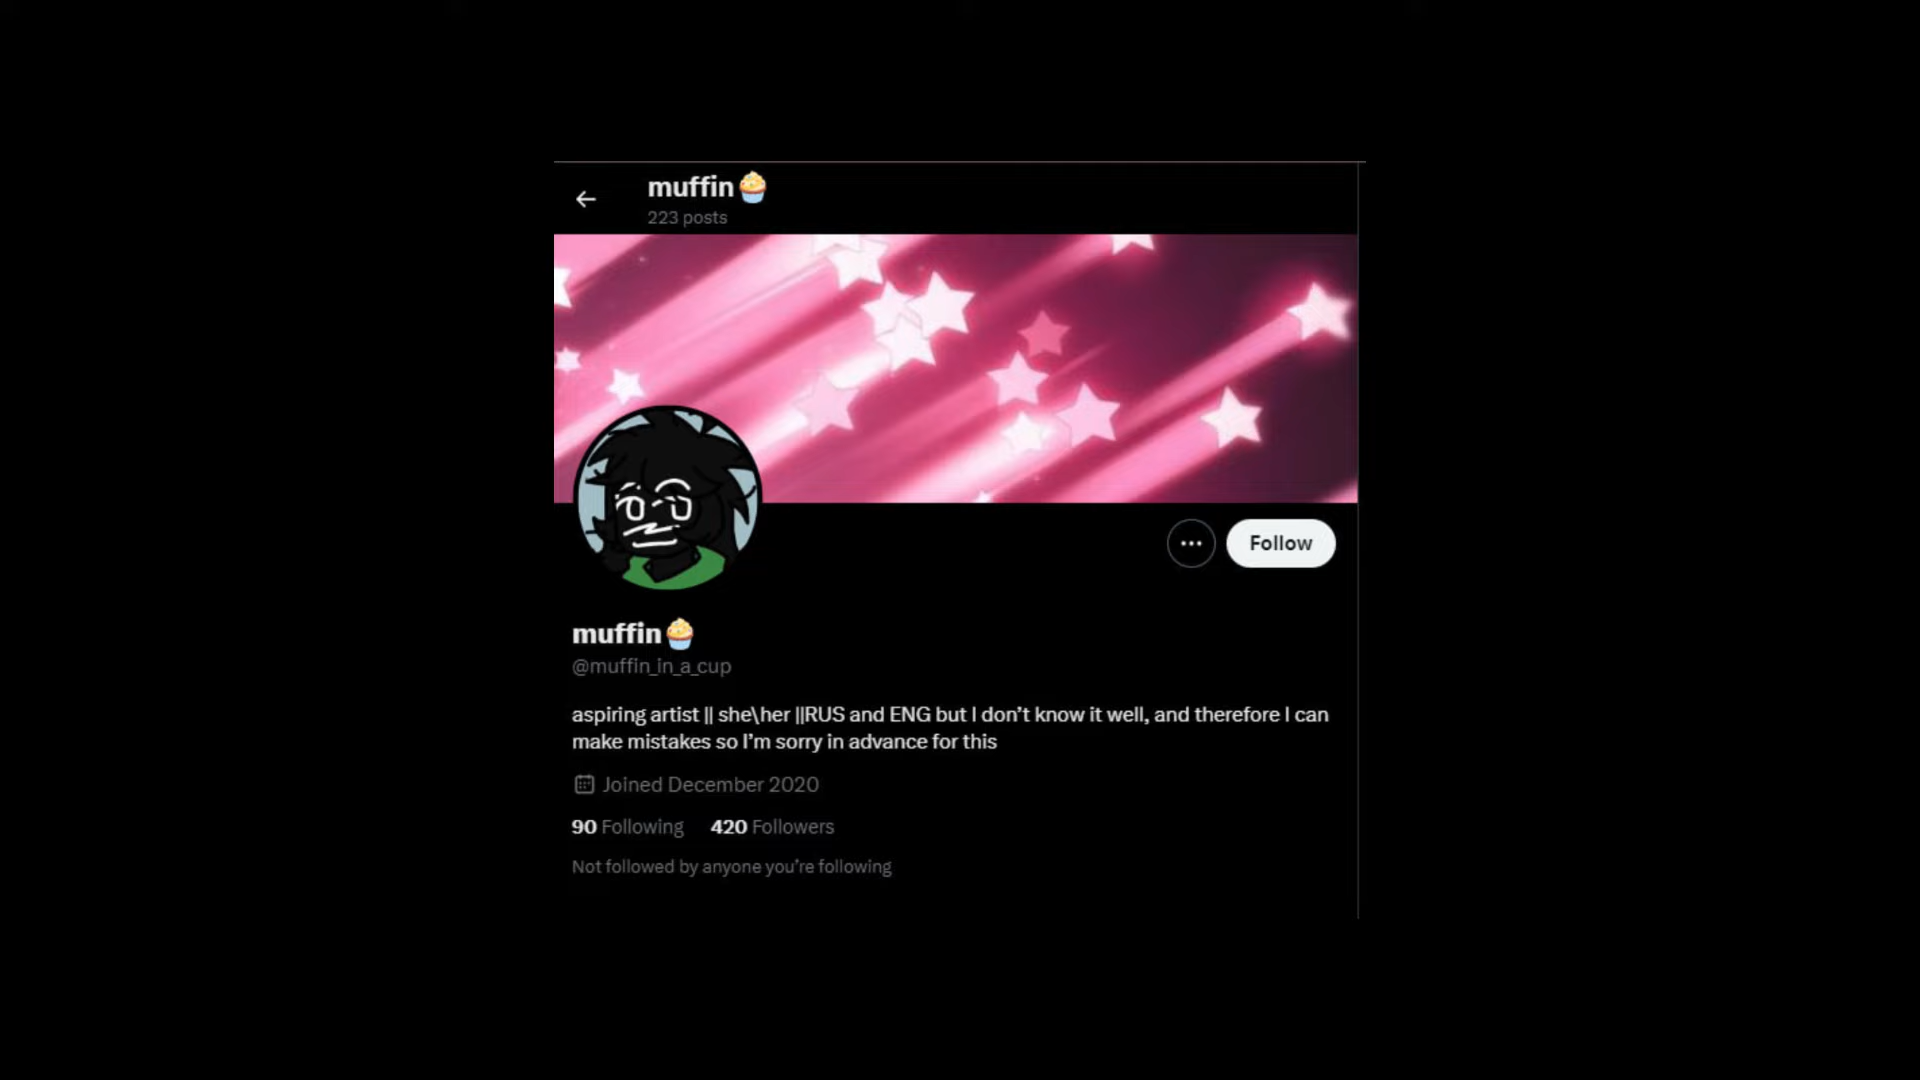 muffin🧁
223 posts
Follow
muffin🧁
@muffin_in_a_cup
aspiring artist || she\her ||RUS and ENG but I don’t know it well, and therefore I can
make mistakes so I’m sorry in advance for this
Joined December 2020
90 Following 420 Followers
Not followed by anyone you’re following